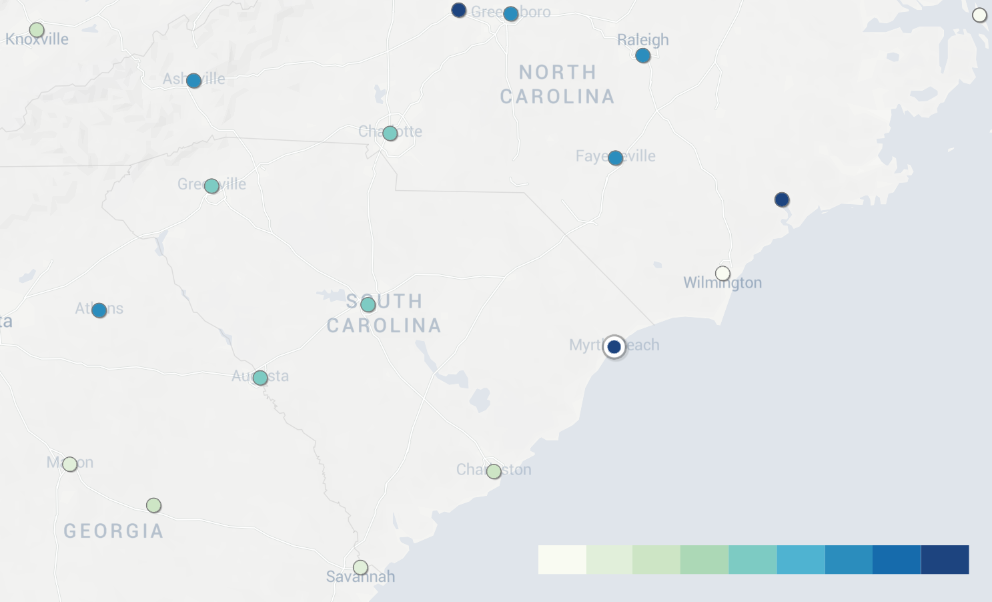 Greensboro
Knoxville
Raleigh
Asheville
NORTH
CAROLINA
Charlotte
Fayetteville
Greenville
Wilmington
SOUTH
CAROLINA
Athens
ta
Myrtle Beach
Augusta
Macon
Charleston
GEORGIA
Savannah